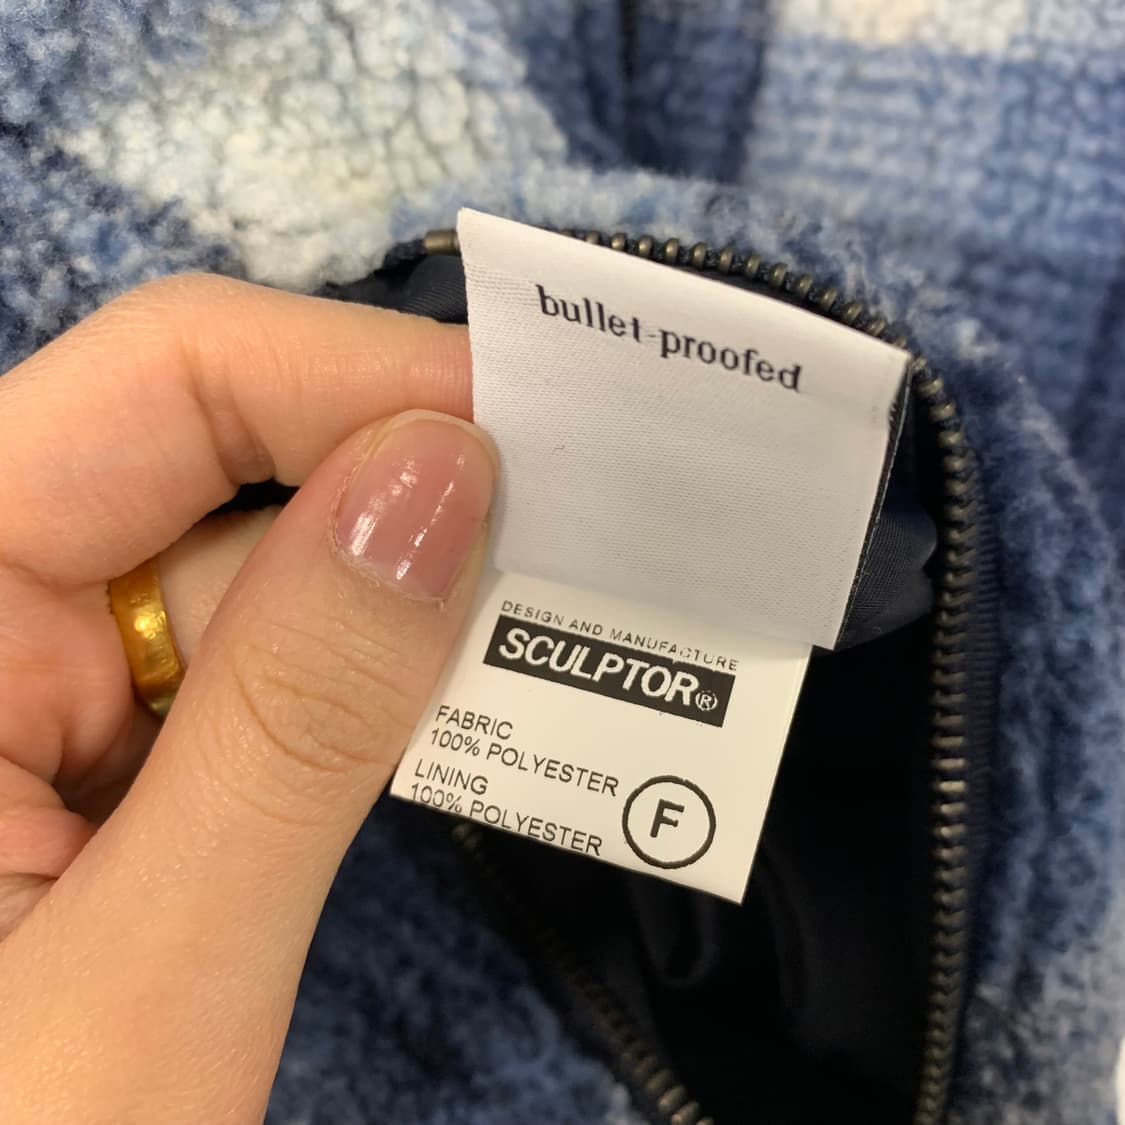 bullet-proofed
DESIGN AND MANUFACTURE
SCULPTOR®
FABRIC
100% POLYESTER
LINING
100% POLYESTER
F